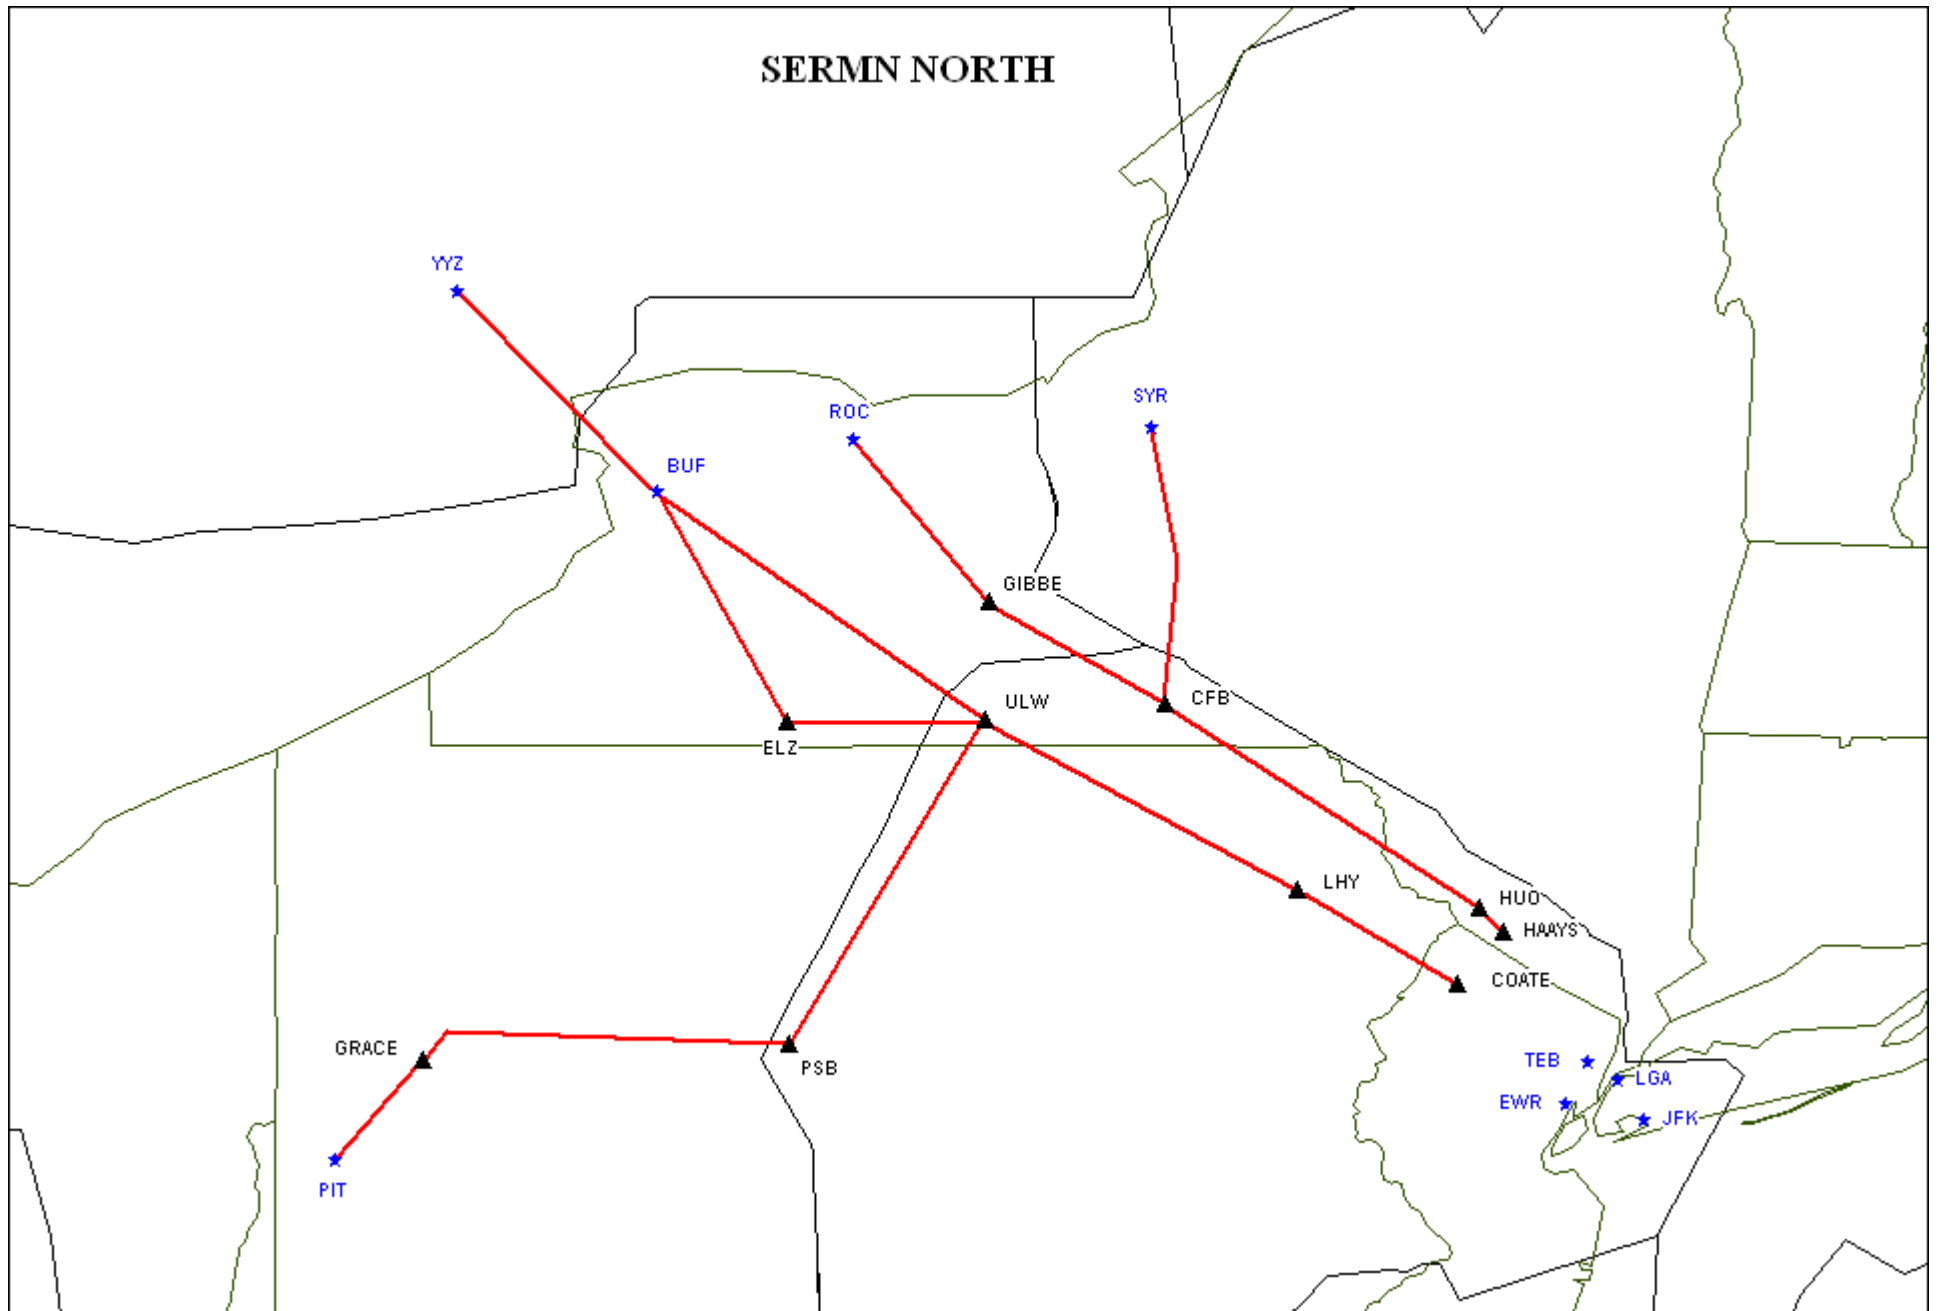 SERMN NORTH
YYZ
SYR
ROC
BUF
GIBBE
CFB
ULW
ELZ
LHY
HUO
HAAYS
COATE
GRACE
PSB
TEB
LGA
EWR
JFK
PIT